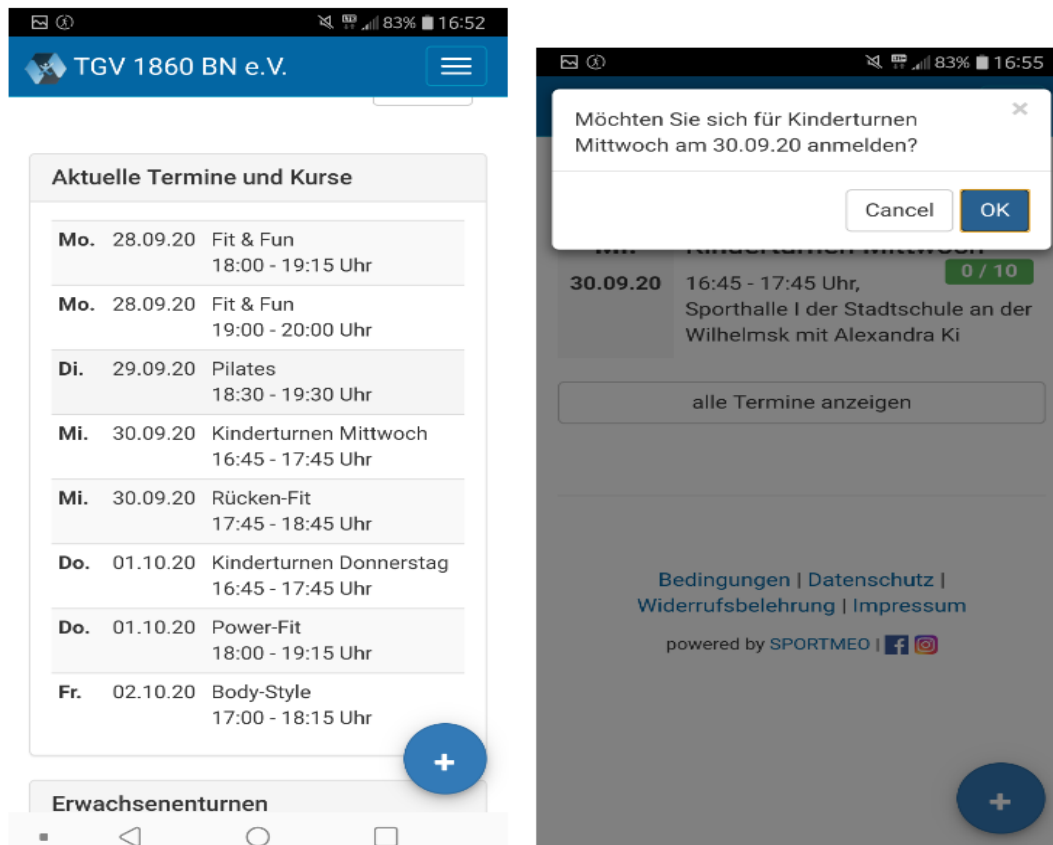 83% 16:52
TGV 1860 BN e.V.
Aktuelle Termine und Kurse
Mo. 28.09.20 Fit & Fun
18:00 - 19:15 Uhr
Mo. 28.09.20 Fit & Fun
19:00 - 20:00 Uhr
Di. 29.09.20 Pilates
18:30 - 19:30 Uhr
Mi. 30.09.20 Kinderturnen Mittwoch
16:45 - 17:45 Uhr
Mi. 30.09.20 Rücken-Fit
17:45 - 18:45 Uhr
Do. 01.10.20 Kinderturnen Donnerstag
16:45 - 17:45 Uhr
Do. 01.10.20 Power-Fit
18:00 - 19:15 Uhr
Fr. 02.10.20 Body-Style
17:00 - 18:15 Uhr
+
Erwachsenenturnen
83% 16:55
Möchten Sie sich für Kinderturnen
Mittwoch am 30.09.20 anmelden?
×
Cancel OK
Mi. Kinderturnen Mittwoch
0 / 10
30.09.20 16:45 - 17:45 Uhr,
Sporthalle I der Stadtschule an der
Wilhelmsk mit Alexandra Ki
alle Termine anzeigen
Bedingungen | Datenschutz |
Widerrufsbelehrung | Impressum
powered by SPORTMEO |
+